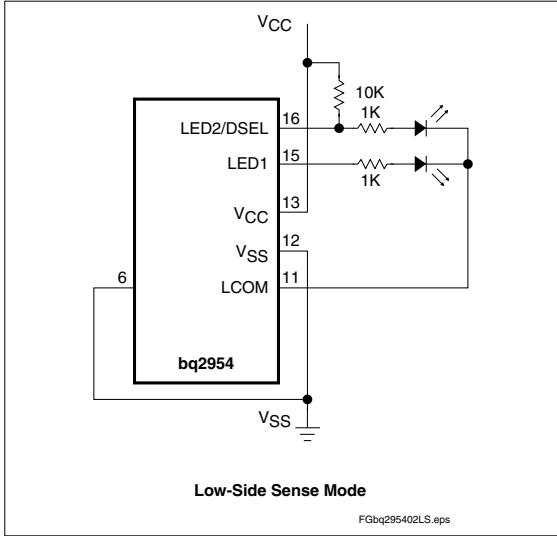 VCC
10K
1K
16
LED2/DSEL
15
LED1
1K
13
VCC
12
VSS
6
11
LCOM
bq2954
VSS
Low-Side Sense Mode
FGbq295402LS.eps